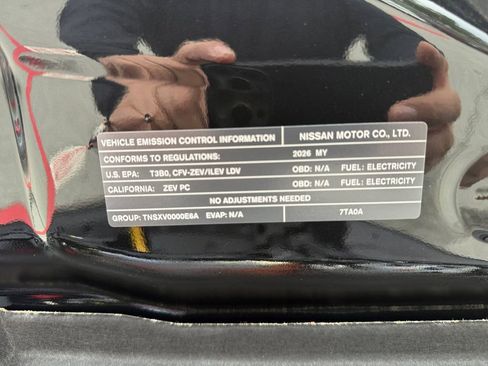 VEHICLE EMISSION CONTROL INFORMATION NISSAN MOTOR CO., LTD.
CONFORMS TO REGULATIONS: 2026 MY
U.S. EPA: T3B0, CFV-ZEV/ILEV LDV OBD: N/A FUEL: ELECTRICITY
CALIFORNIA: ZEV PC OBD: N/A FUEL: ELECTRICITY
NO ADJUSTMENTS NEEDED
GROUP: TNSXV0000E6A EVAP: N/A 7TA0A